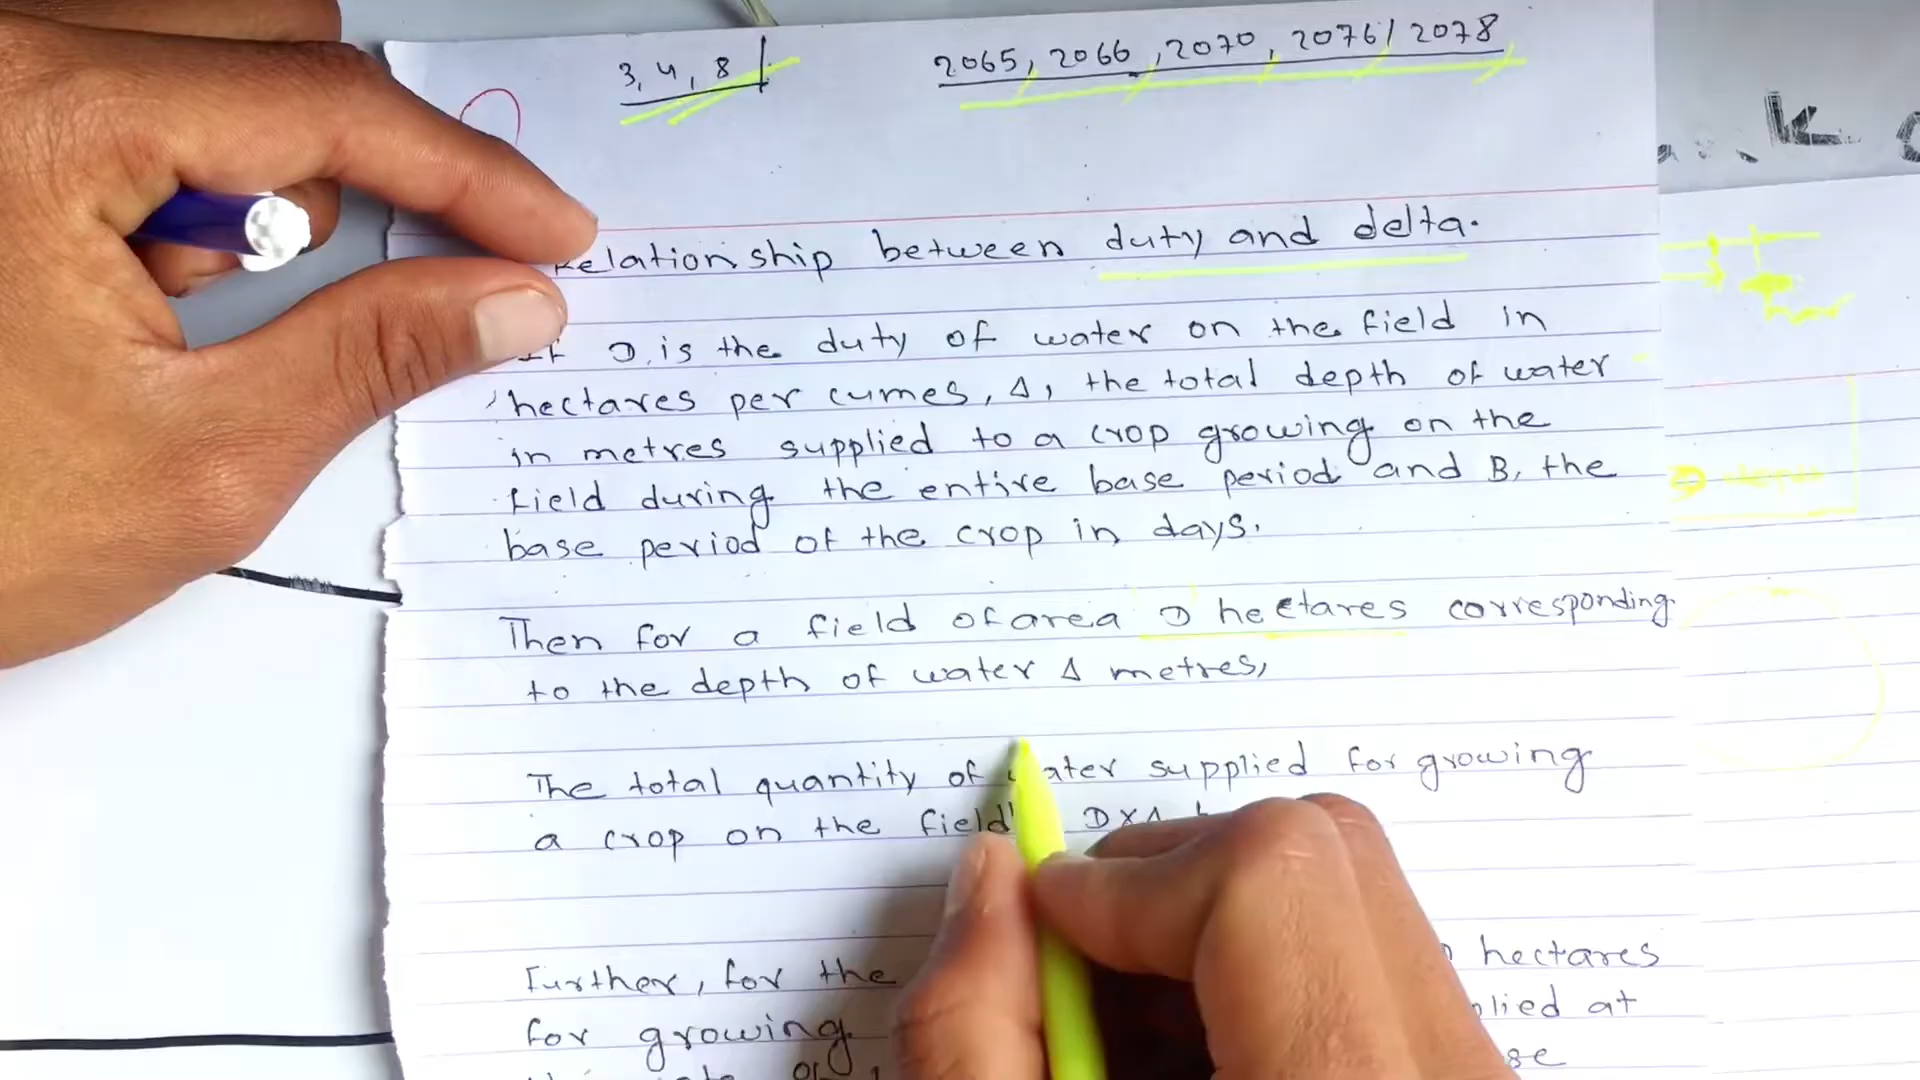 3, 4, 8
2065, 2066, 2070, 2076/2078
Relationship between duty and delta.
If D is the duty of water on the field in
hectares per cumes, Δ, the total depth of water
in metres supplied to a crop growing on the
field during the entire base period and B, the
base period of the crop in days.
Then for a field of area D hectares corresponding
to the depth of water Δ metres,
The total quantity of water supplied for growing
a crop on the field DxΔ
Further, for the hectares
for growing at